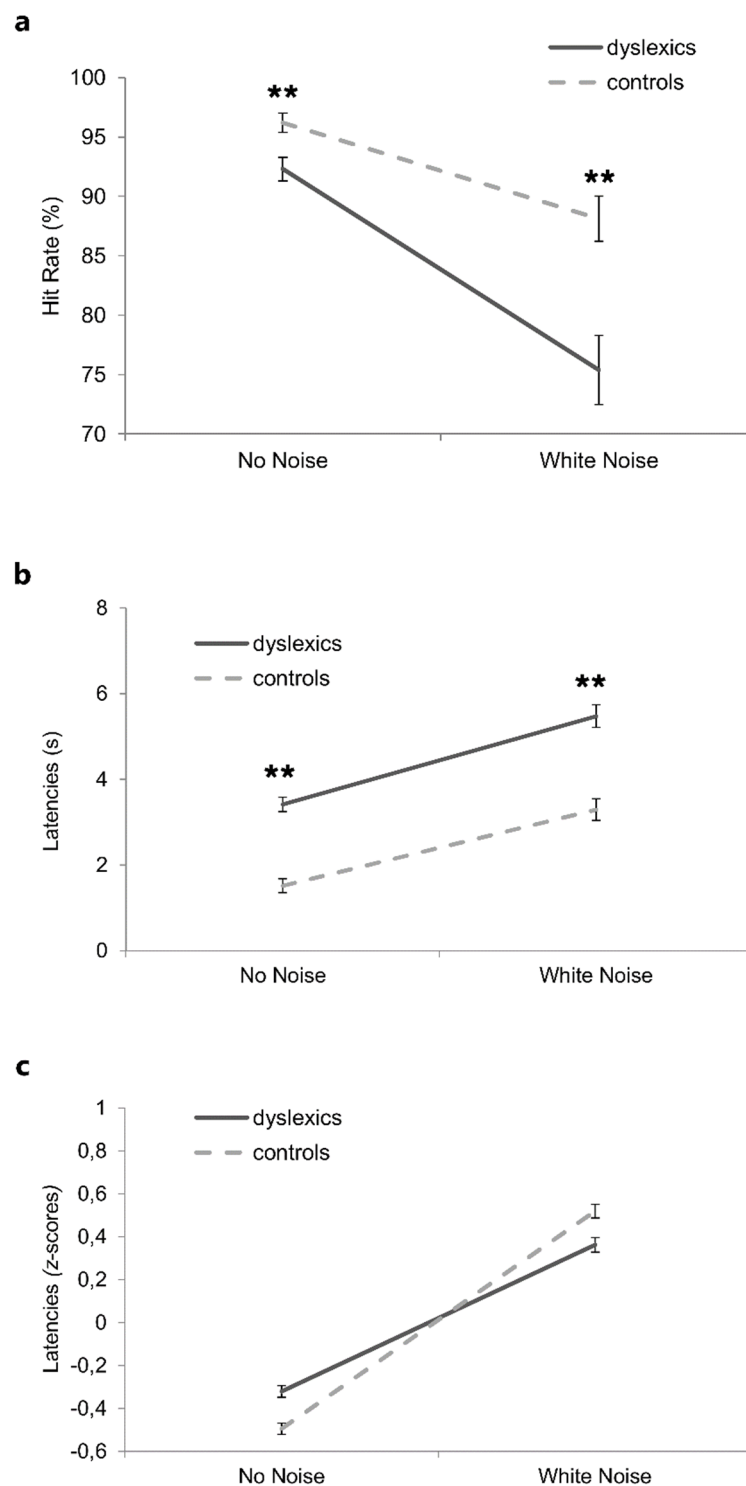 a
dyslexics
controls
100
95
90
85
80
75
70
Hit Rate (%)
**
**
No Noise
White Noise
b
8
6
4
2
0
Latencies (s)
dyslexics
controls
**
**
No Noise
White Noise
c
1
0,8
0,6
0,4
0,2
0
-0,2
-0,4
-0,6
Latencies (z-scores)
dyslexics
controls
No Noise
White Noise